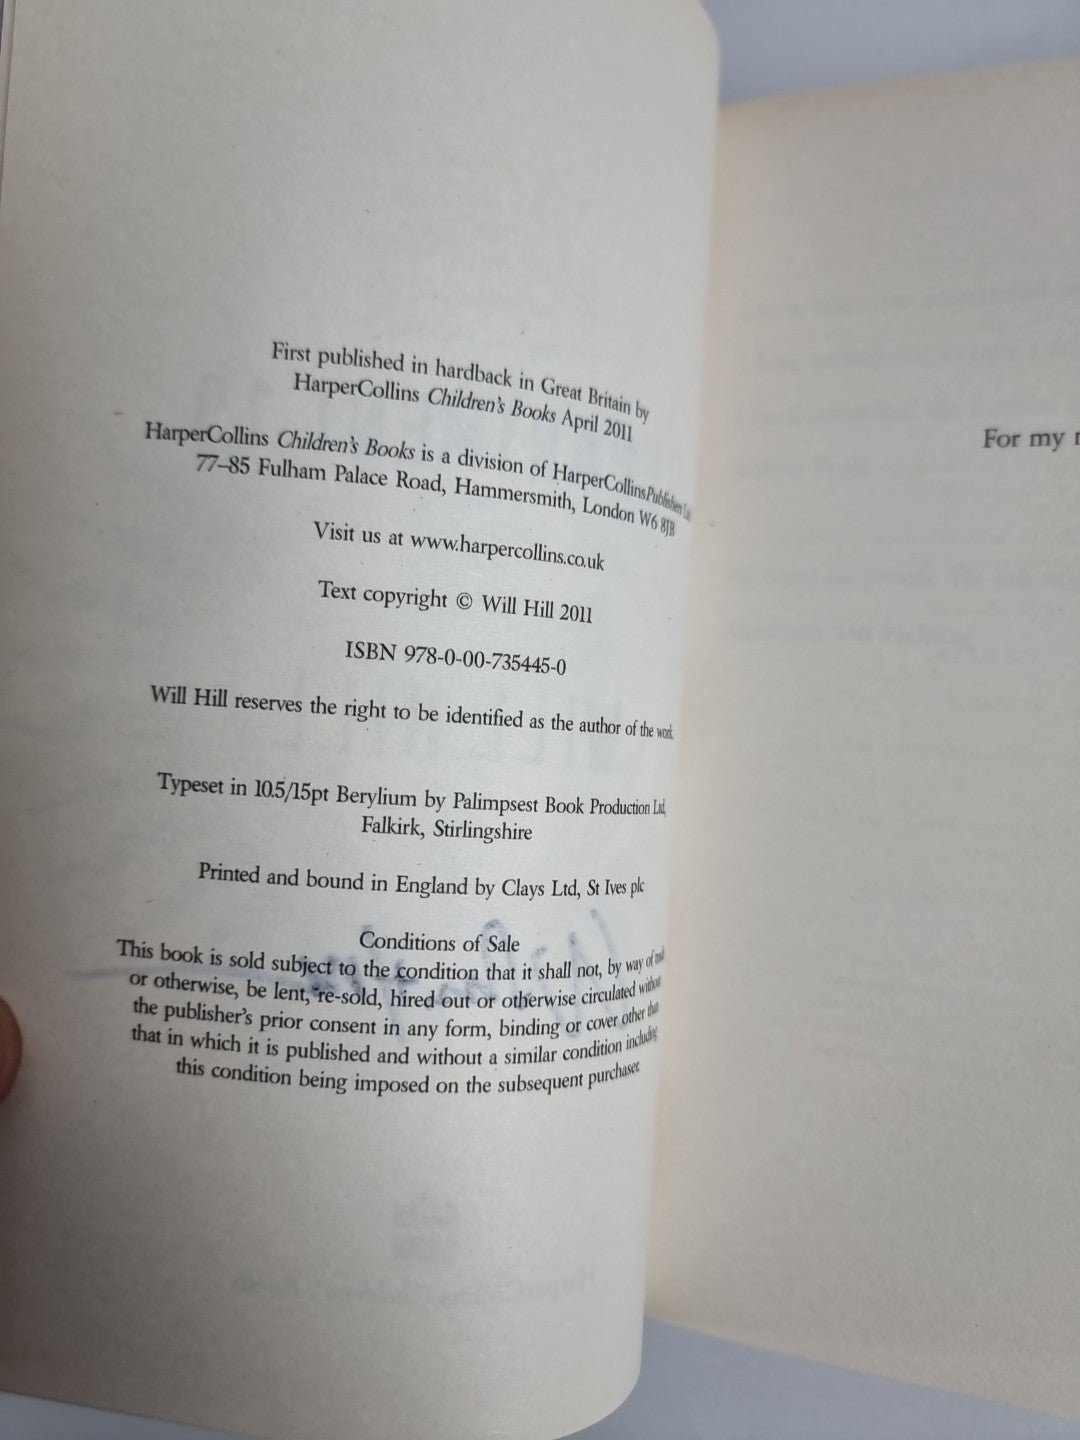 First published in hardback in Great Britain by
HarperCollins Children's Books April 2011
HarperCollins Children's Books is a division of HarperCollinsPublishers Ltd
77–85 Fulham Palace Road, Hammersmith, London W6 8JB
Visit us at www.harpercollins.co.uk
Text copyright © Will Hill 2011
ISBN 978-0-00-735445-0
Will Hill reserves the right to be identified as the author of the work.
Typeset in 10.5/15pt Berylium by Palimpsest Book Production Ltd,
Falkirk, Stirlingshire
Printed and bound in England by Clays Ltd, St Ives plc
Conditions of Sale
This book is sold subject to the condition that it shall not, by way of trade
or otherwise, be lent, re-sold, hired out or otherwise circulated without
the publisher's prior consent in any form, binding or cover other than
that in which it is published and without a similar condition including
this condition being imposed on the subsequent purchaser.
For my